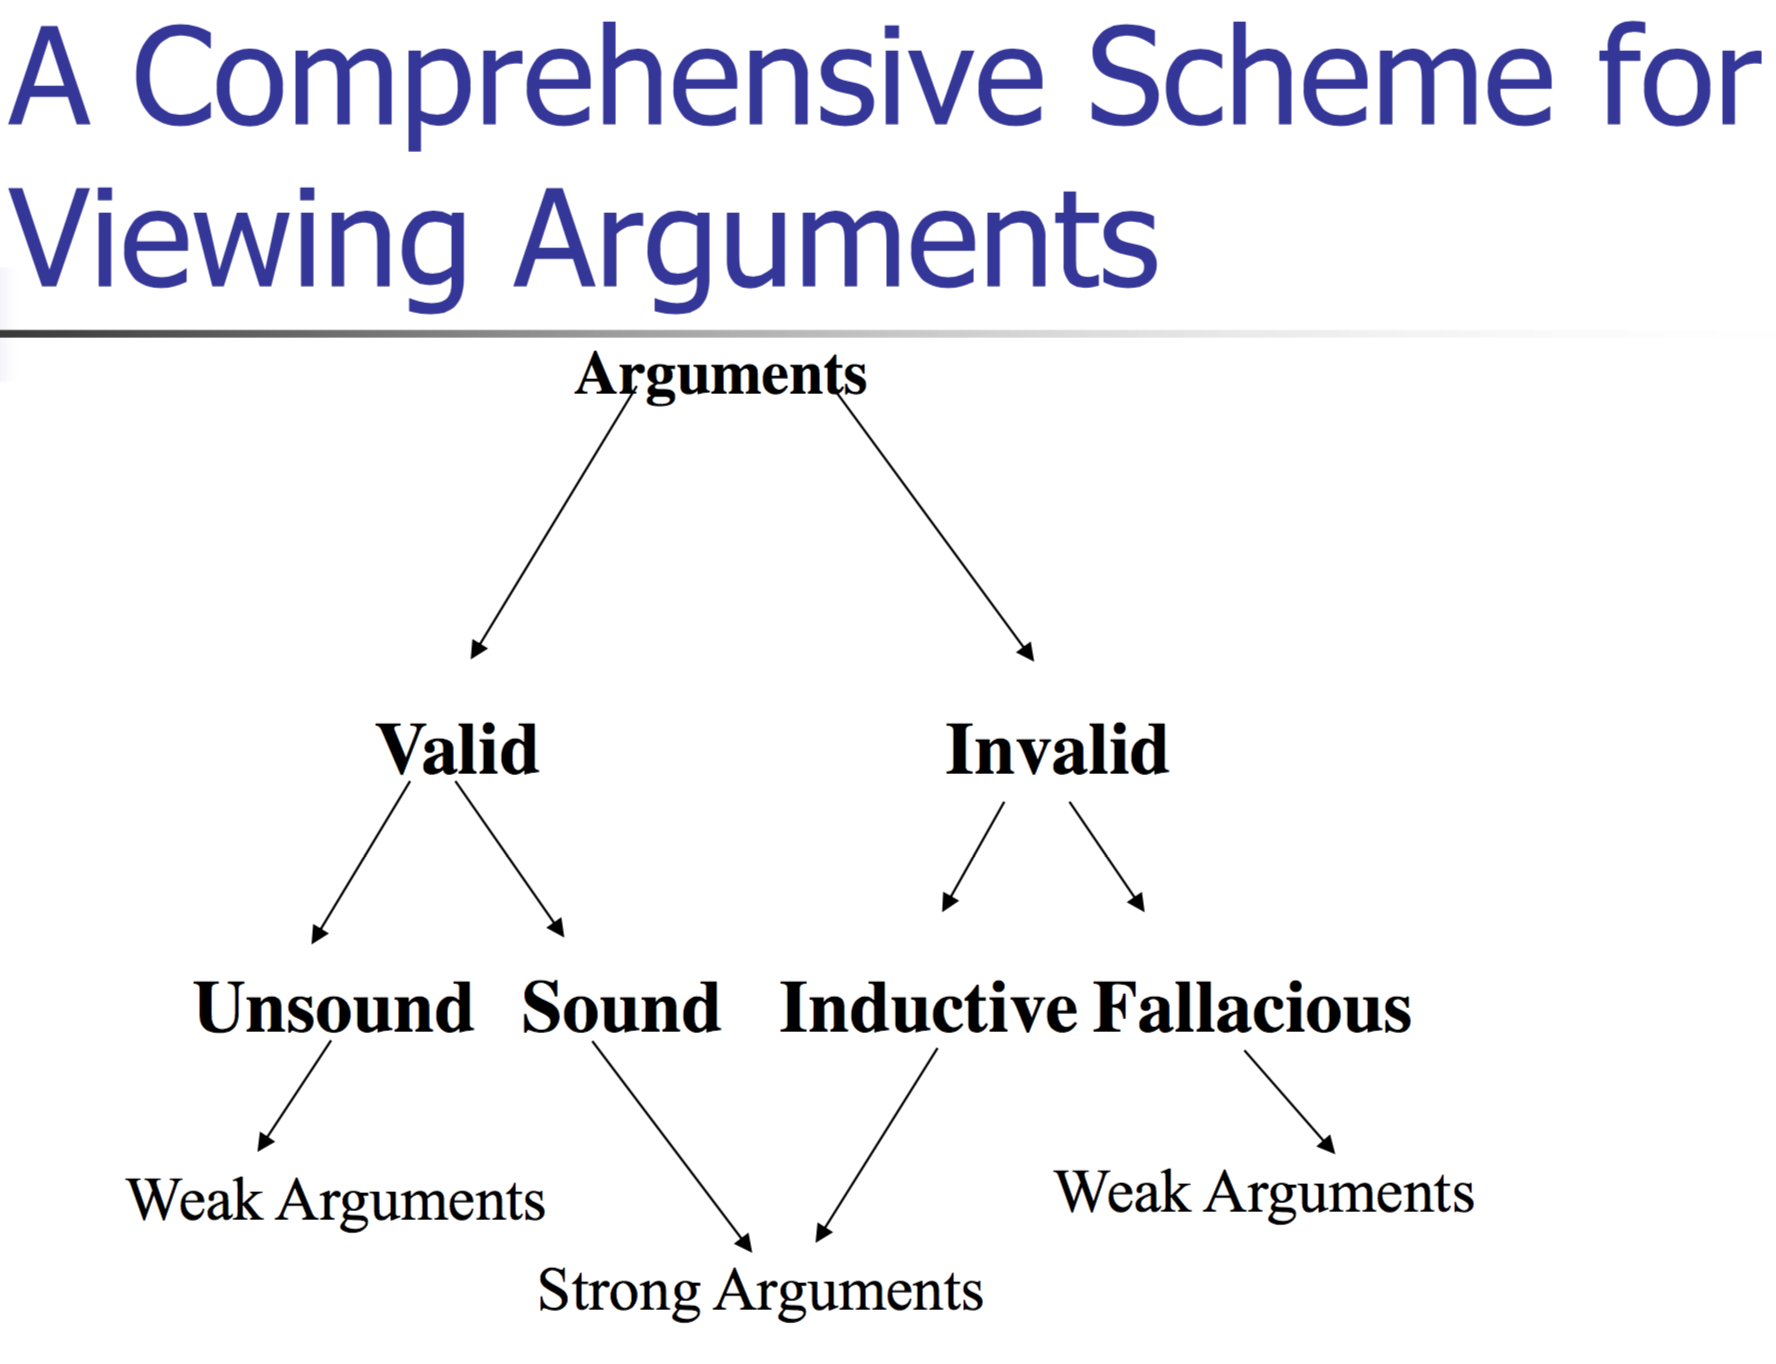 A Comprehensive Scheme for
Viewing Arguments
Arguments
Valid Invalid
Unsound Sound Inductive Fallacious
Weak Arguments Weak Arguments
Strong Arguments